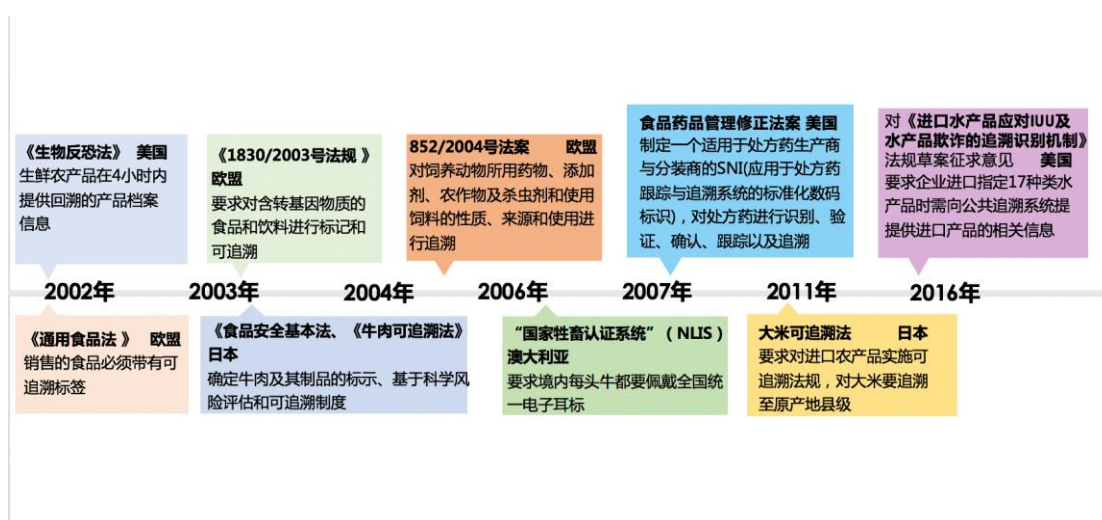 《生物反恐法》 美国
生鲜农产品在4小时内
提供回溯的产品档案
信息
《1830/2003号法规 》
欧盟
要求对含转基因物质的
食品和饮料进行标记和
可追溯
852/2004号法案 欧盟
对饲养动物所用药物、添加
剂、农作物及杀虫剂和使用
饲料的性质、来源和使用进
行追溯
食品药品管理修正法案 美国
制定一个适用于处方药生产商
与分装商的SNI(应用于处方药
跟踪与追溯系统的标准化数码
标识)，对处方药进行识别、验
证、确认、跟踪以及追溯
对《进口水产品应对IUU及
水产品欺诈的追溯识别机制》
法规草案征求意见 美国
要求企业进口指定17种类水
产品时需向公共追溯系统提
提供进口产品的相关信息
2002年 2003年 2004年 2006年 2007年 2011年 2016年
《通用食品法 》 欧盟
销售的食品必须带有可
追溯标签
《食品安全基本法、《牛肉可追溯法》
日本
确定牛肉及其制品的标示、基于科学风
险评估和可追溯制度
“国家牲畜认证系统”（ NLIS ）
澳大利亚
要求境内每头牛都要佩戴全国统
一电子耳标
大米可追溯法 日本
要求对进口农产品实施可
追溯法规，对大米要追溯
至原产地县级